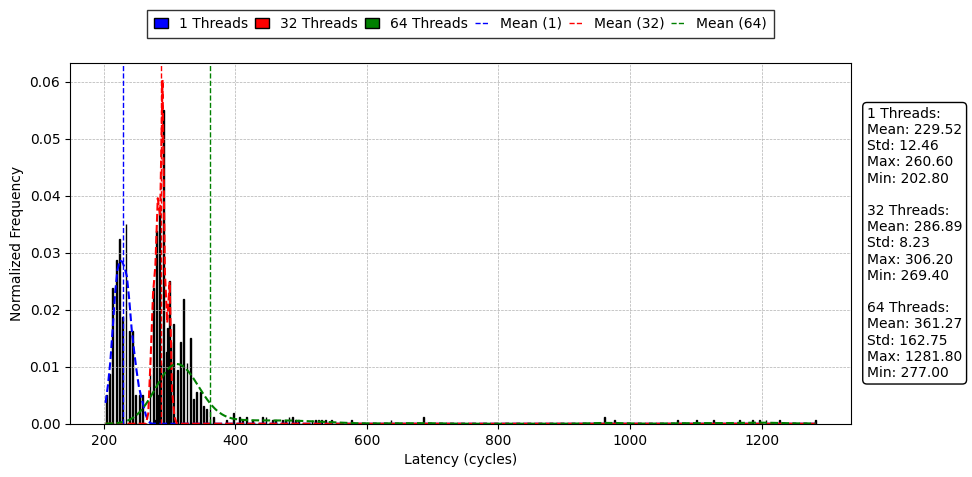 1 Threads 32 Threads 64 Threads Mean (1) Mean (32) Mean (64)
0.06
0.05
0.04
0.03
0.02
0.01
0.00
Normalized Frequency
200 400 600 800 1000 1200
Latency (cycles)
1 Threads:
Mean: 229.52
Std: 12.46
Max: 260.60
Min: 202.80
32 Threads:
Mean: 286.89
Std: 8.23
Max: 306.20
Min: 269.40
64 Threads:
Mean: 361.27
Std: 162.75
Max: 1281.80
Min: 277.00